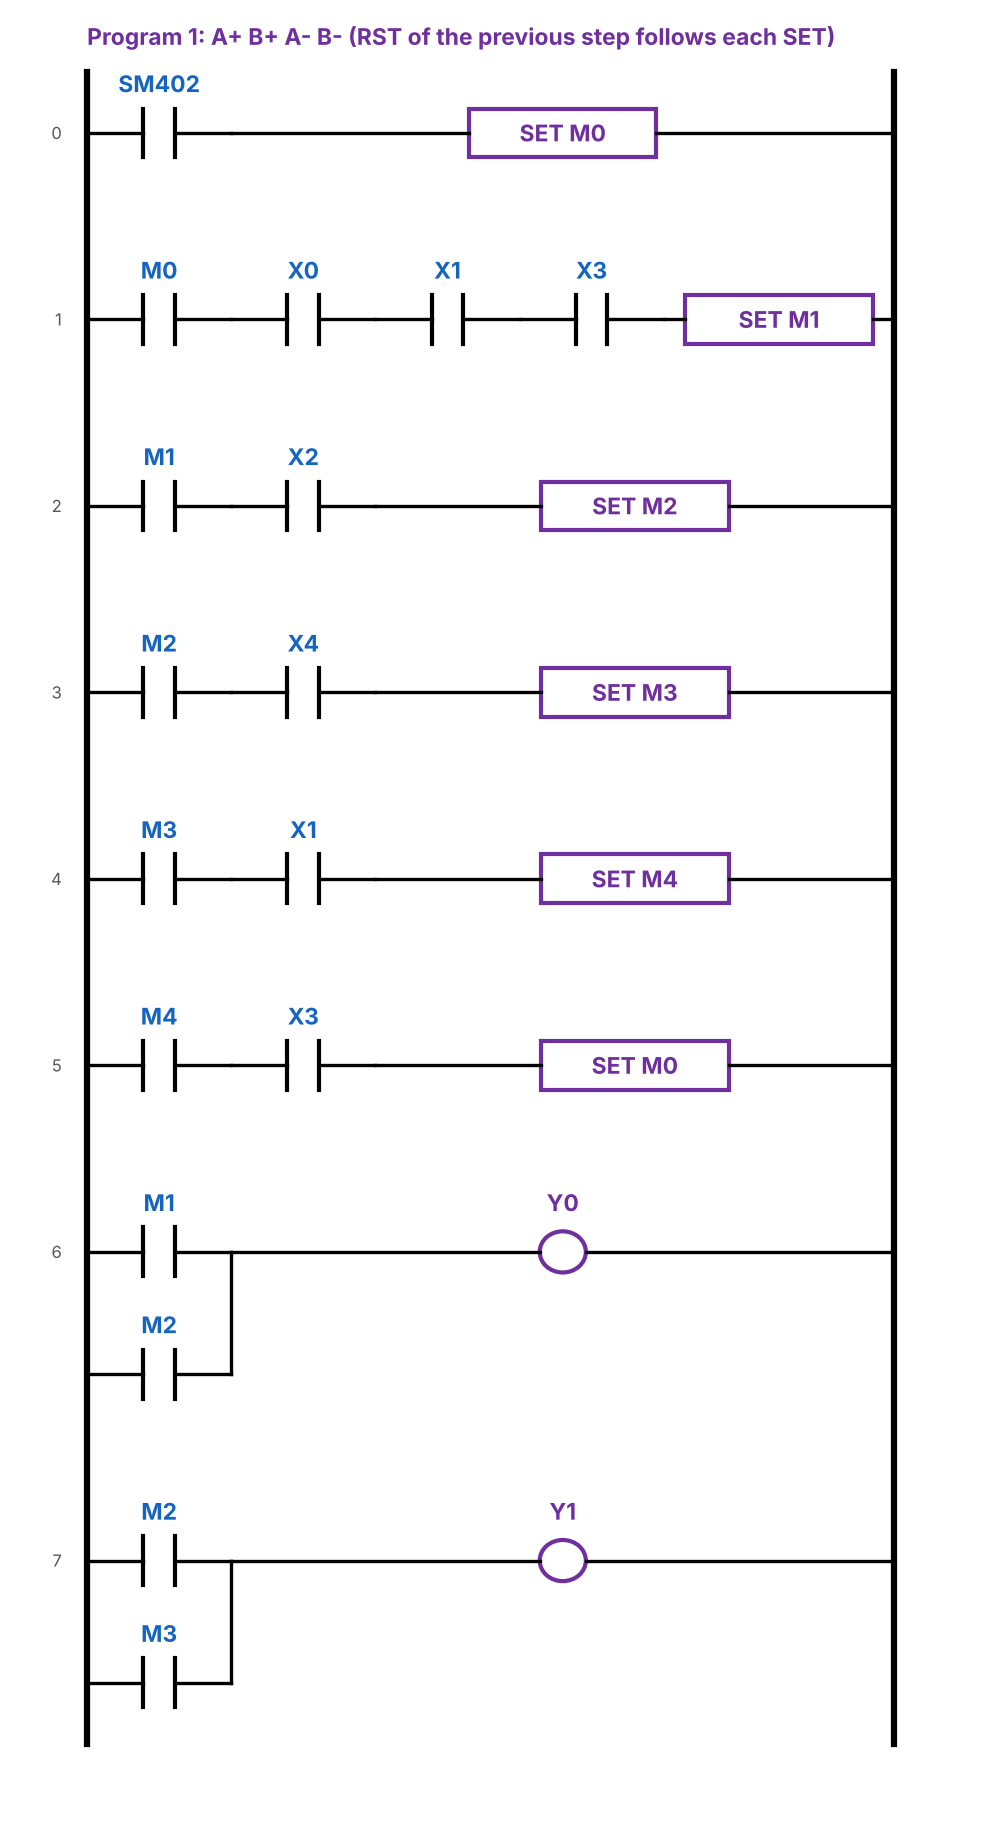 Program 1: A+ B+ A- B- (RST of the previous step follows each SET)
SM402
0 SET M0
M0 X0 X1 X3
1 SET M1
M1 X2
2 SET M2
M2 X4
3 SET M3
M3 X1
4 SET M4
M4 X3
5 SET M0
M1 Y0
6
M2
M2 Y1
7
M3